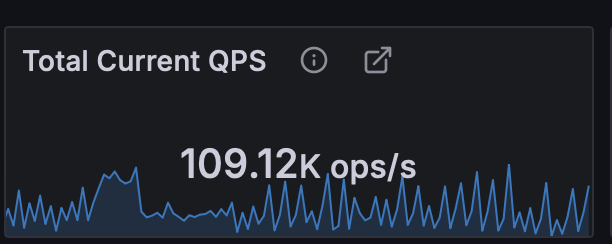 Total Current QPS
109.12K ops/s